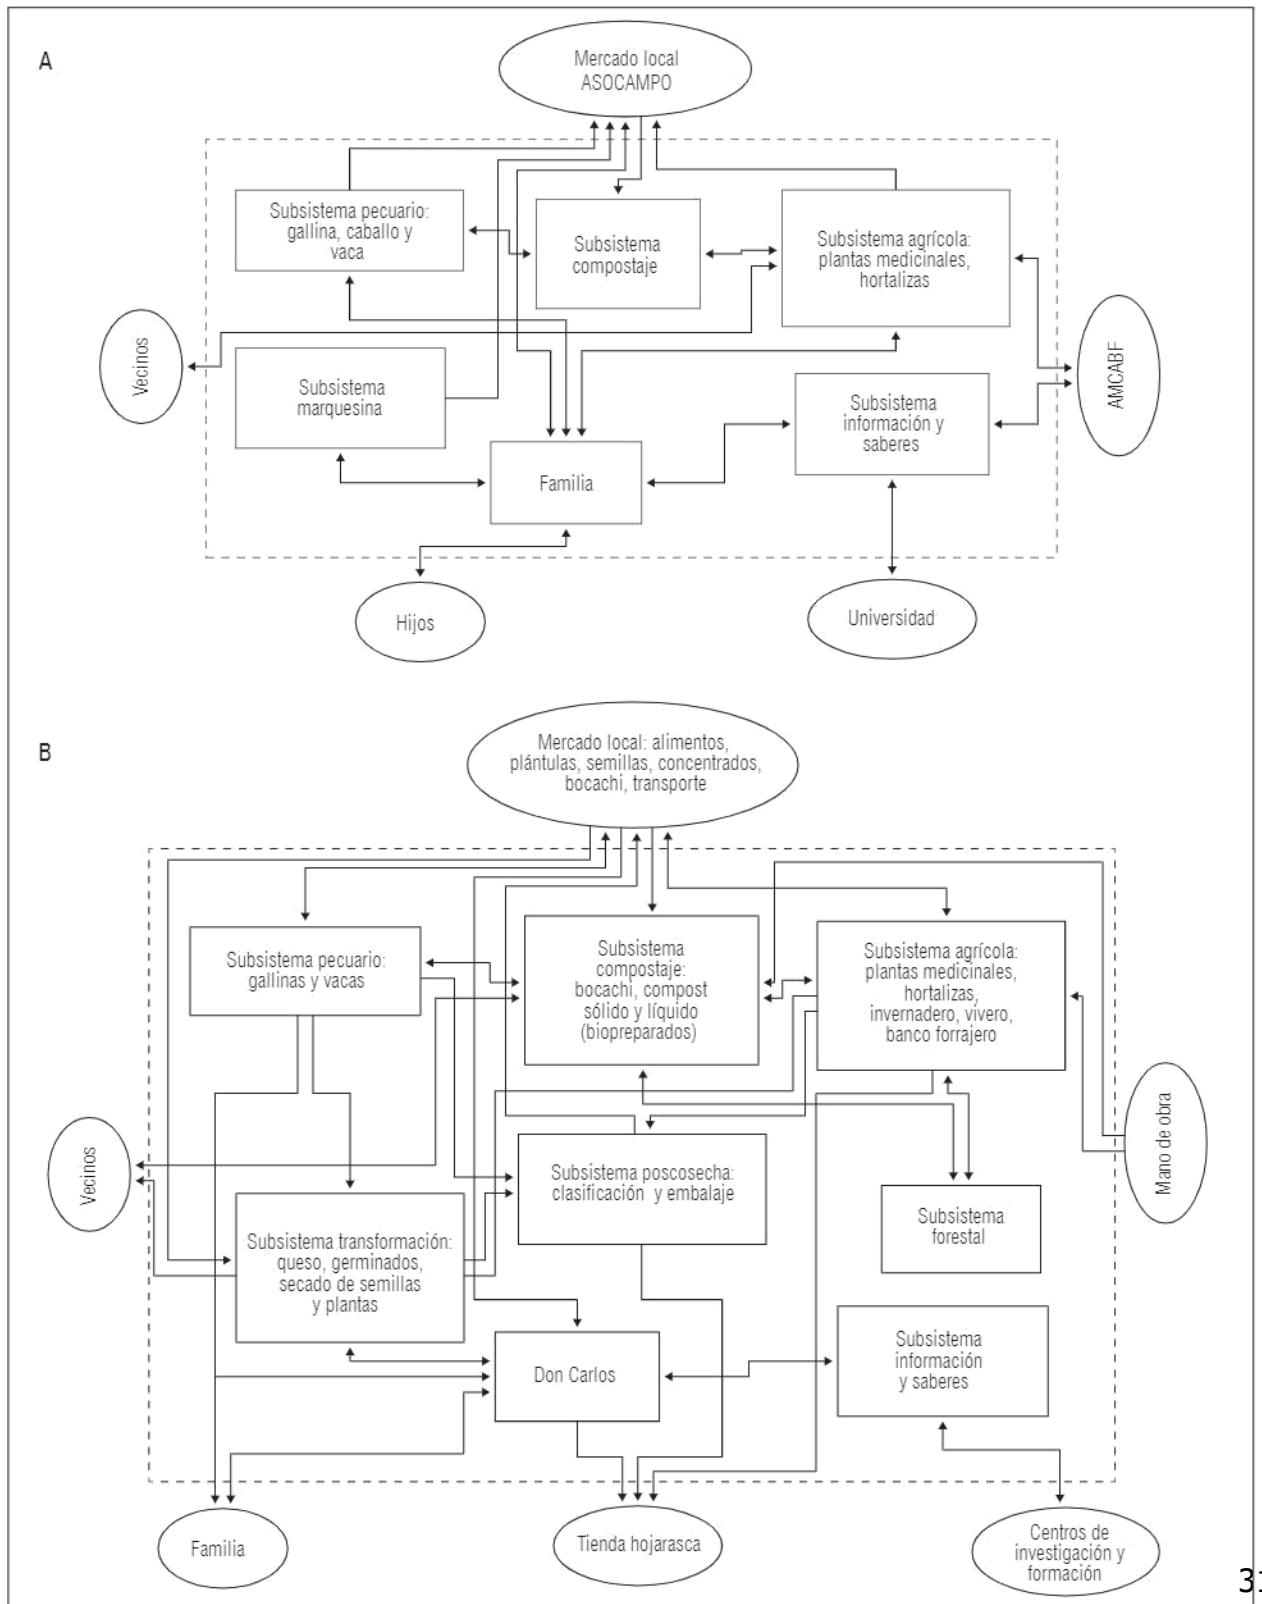 A
Mercado local
ASOCAMPO
Subsistema pecuario:
gallina, caballo y
vaca
Subsistema
compostaje
Subsistema agrícola:
plantas medicinales,
hortalizas
Vecinos
Subsistema
marquesina
Subsistema
información y
saberes
AMCABF
Familia
Hijos
Universidad
B
Mercado local: alimentos,
plántulas, semillas, concentrados,
bocachi, transporte
Subsistema pecuario:
gallinas y vacas
Subsistema
compostaje:
bocachi, compost
sólido y líquido
(biopreparados)
Subsistema agrícola:
plantas medicinales,
hortalizas,
invernadero, vivero,
banco forrajero
Vecinos
Mano de obra
Subsistema poscosecha:
clasificación y embalaje
Subsistema
forestal
Subsistema transformación:
queso, germinados,
secado de semillas
y plantas
Don Carlos
Subsistema
información
y saberes
Familia
Tienda hojarasca
Centros de
investigación y
formación
31